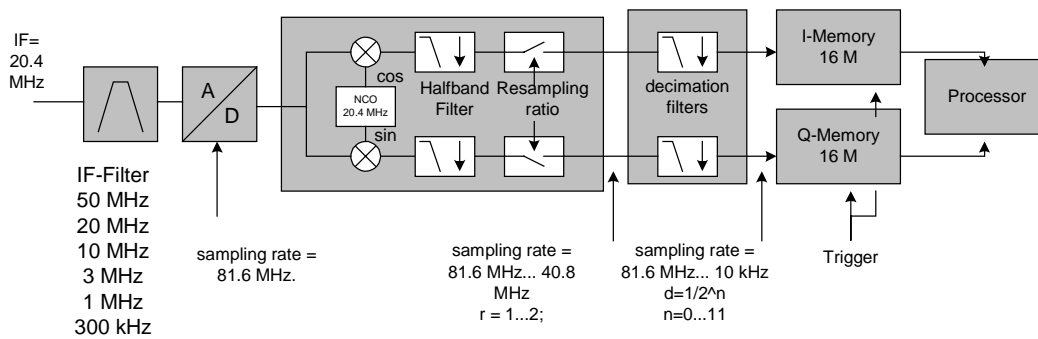 IF=
20.4
MHz
A
D
cos
NCO
20.4 MHz
sin
Halfband
Filter
Resampling
ratio
decimation
filters
I-Memory
16 M
Q-Memory
16 M
Processor
IF-Filter
50 MHz
20 MHz
10 MHz
3 MHz
1 MHz
300 kHz
sampling rate =
81.6 MHz.
sampling rate =
81.6 MHz... 40.8
MHz
r = 1...2;
sampling rate =
81.6 MHz... 10 kHz
d=1/2^n
n=0...11
Trigger